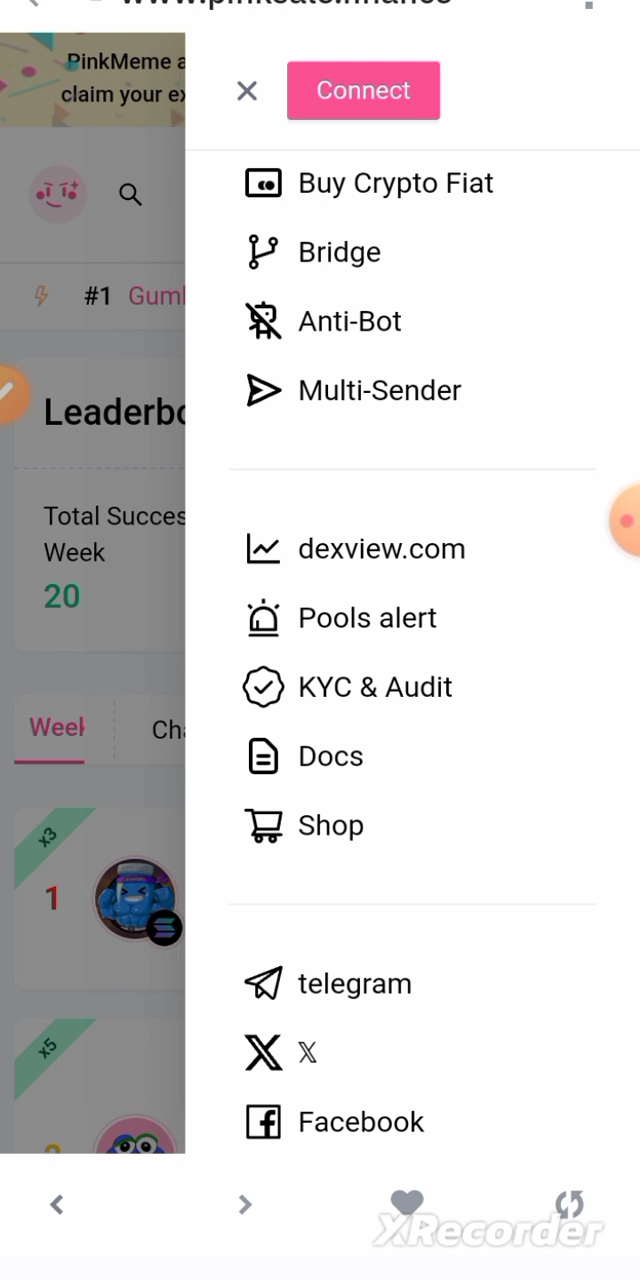 PinkMeme a
claim your ex
Connect
Buy Crypto Fiat
#1 Guml
Bridge
Anti-Bot
Multi-Sender
Leaderbo
Total Succes
Week
20
dexview.com
Pools alert
KYC & Audit
Docs
Shop
Week
Cha
x3
1
telegram
X
x5
Facebook
XRecorder